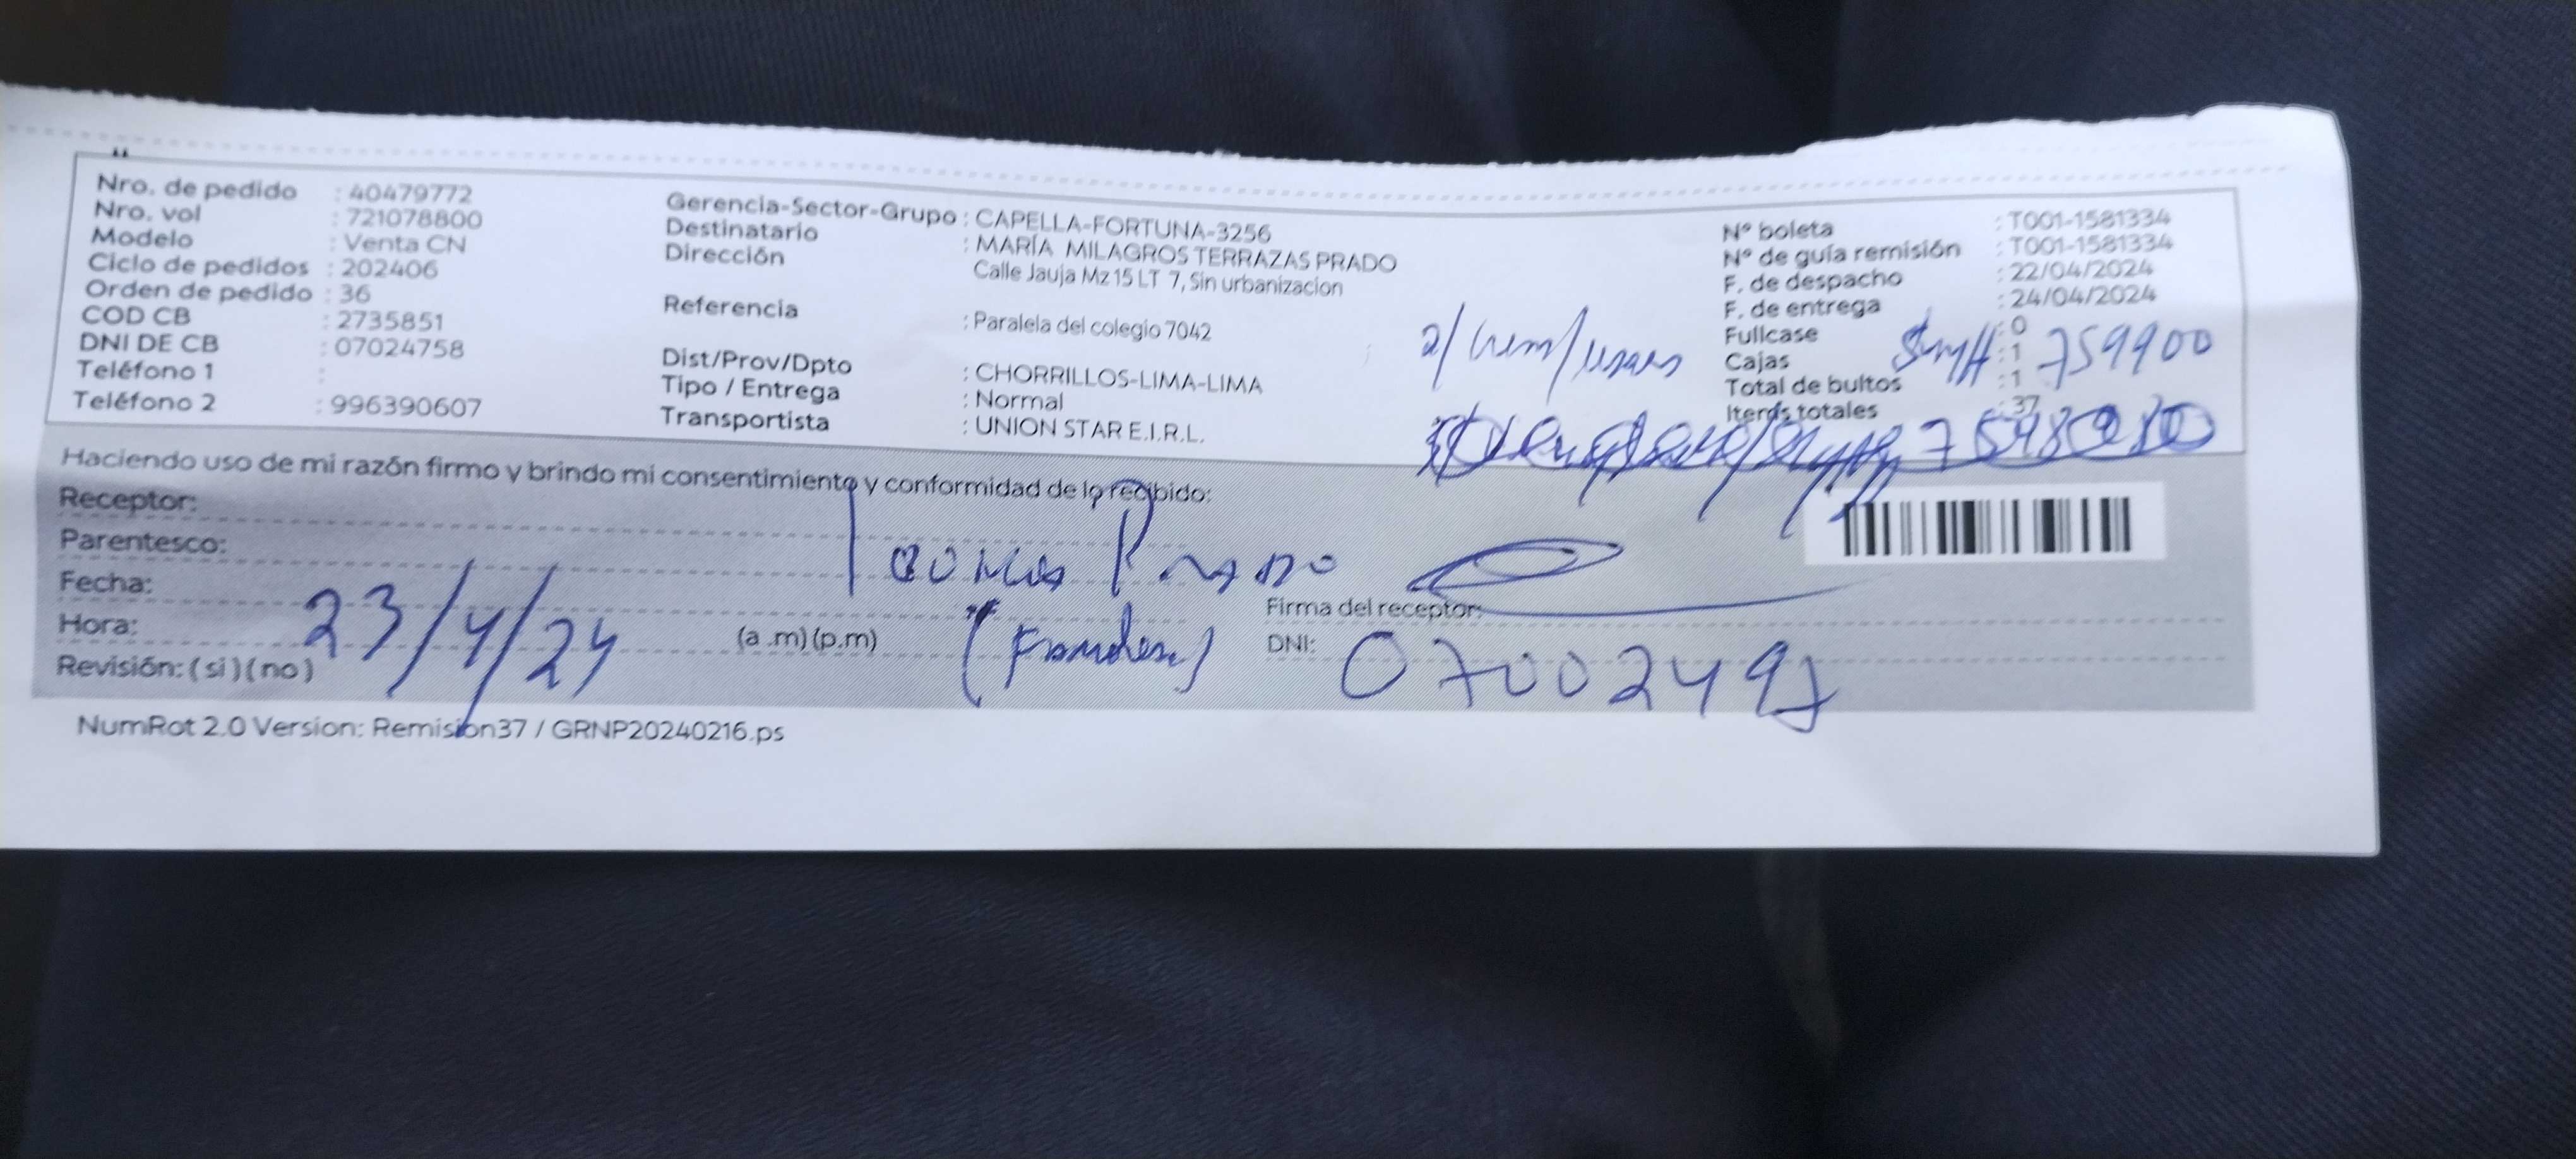 Nro. de pedido : 40479772
Nro. vol : 721078800
Modelo : Venta CN
Ciclo de pedidos : 202406
Orden de pedido : 36
COD CB : 2735851
DNI DE CB : 07024758
Teléfono 1 :
Teléfono 2 : 996390607
Gerencia-Sector-Grupo : CAPELLA-FORTUNA-3256
Destinatario : MARÍA MILAGROS TERRAZAS PRADO
Dirección Calle Jauja Mz 15 LT 7, Sin urbanizacion
Referencia : Paralela del colegio 7042
Dist/Prov/Dpto : CHORRILLOS-LIMA-LIMA
Tipo / Entrega : Normal
Transportista : UNION STAR E.I.R.L.
Nº boleta : T001-1581334
Nº de guía remisión : T001-1581334
F. de despacho : 22/04/2024
F. de entrega : 24/04/2024
Fullcase : 0
Cajas : 1
Total de bultos : 1
Items totales : 37
759900
Haciendo uso de mi razón firmo y brindo mi consentimiento y conformidad de lo recibido:
Receptor:
Parentesco:
Fecha:
Hora: (a .m) (p.m)
Revisión: ( si ) ( no )
23/4/24
Prado
Firma del receptor:
DNI: 07002497
NumRot 2.0 Version: Remision37 / GRNP20240216.ps